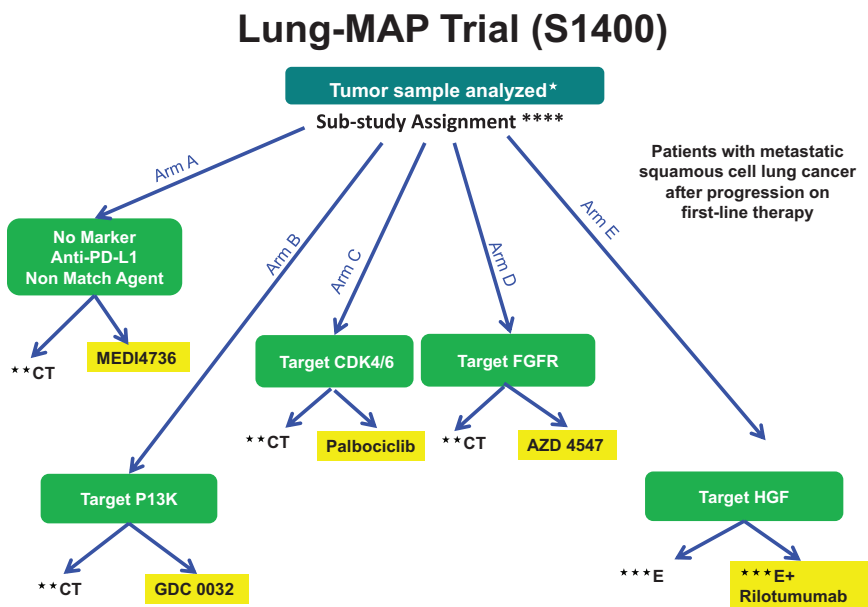 Lung-MAP Trial (S1400)
Tumor sample analyzed★
Sub-study Assignment ****
Patients with metastatic
squamous cell lung cancer
after progression on
first-line therapy
Arm A
Arm B
Arm C
Arm D
Arm E
No Marker
Anti-PD-L1
Non Match Agent
★★CT
MEDI4736
Target CDK4/6
★★CT
Palbociclib
Target FGFR
★★CT
AZD 4547
Target P13K
★★CT
GDC 0032
Target HGF
★★★E
★★★E+
Rilotumumab